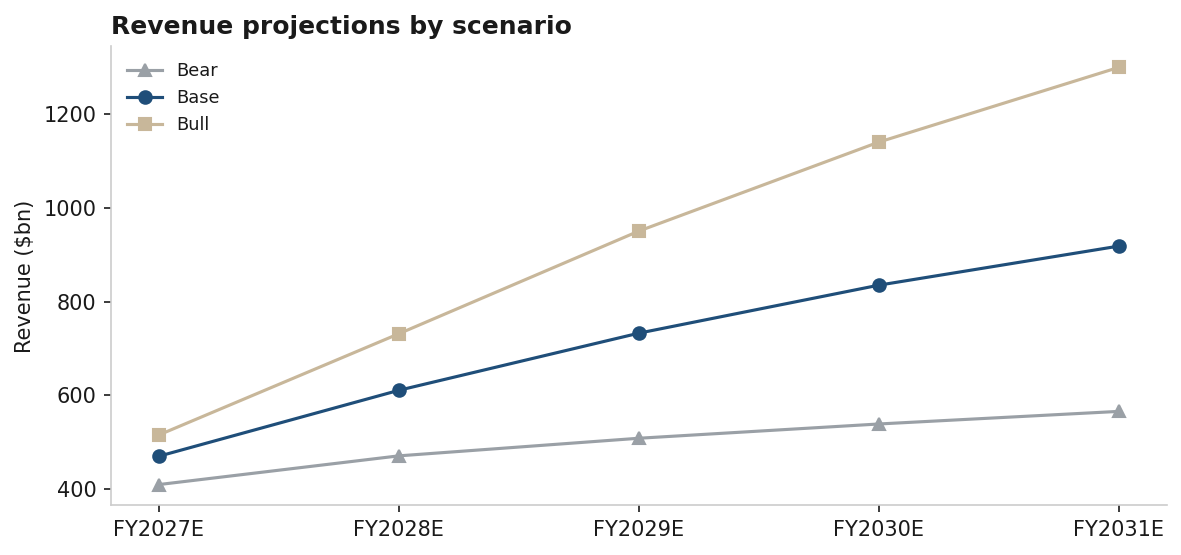 Revenue projections by scenario
Bear
Base
Bull
Revenue ($bn)
1200
1000
800
600
400
FY2027E FY2028E FY2029E FY2030E FY2031E